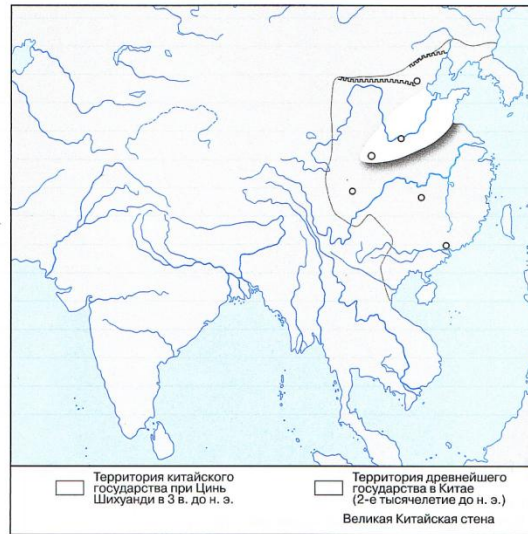 Территория китайского
государства при Цинь
Шихуанди в 3 в. до н. э.
Территория древнейшего
государства в Китае
(2-е тысячелетие до н. э.)
Великая Китайская стена